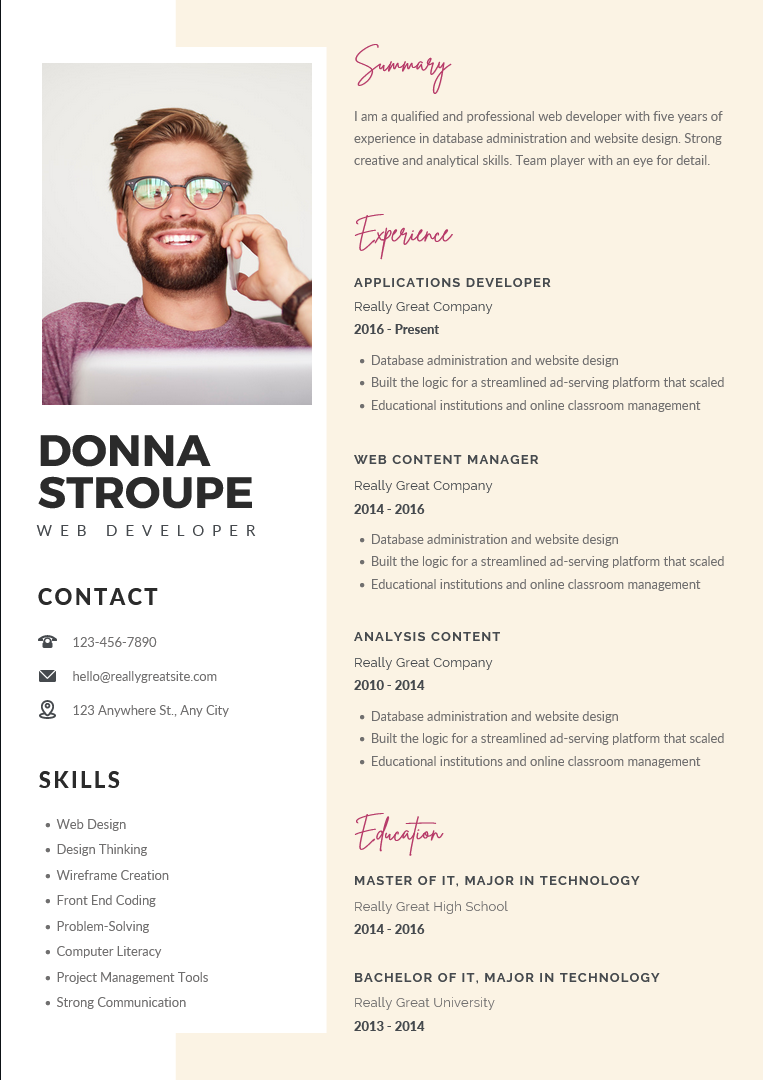 DONNA
STROUPE
WEB DEVELOPER
CONTACT
123-456-7890
hello@reallygreatsite.com
123 Anywhere St., Any City
SKILLS
• Web Design
• Design Thinking
• Wireframe Creation
• Front End Coding
• Problem-Solving
• Computer Literacy
• Project Management Tools
• Strong Communication
Summary
I am a qualified and professional web developer with five years of
experience in database administration and website design. Strong
creative and analytical skills. Team player with an eye for detail.
Experience
APPLICATIONS DEVELOPER
Really Great Company
2016 - Present
• Database administration and website design
• Built the logic for a streamlined ad-serving platform that scaled
• Educational institutions and online classroom management
WEB CONTENT MANAGER
Really Great Company
2014 - 2016
• Database administration and website design
• Built the logic for a streamlined ad-serving platform that scaled
• Educational institutions and online classroom management
ANALYSIS CONTENT
Really Great Company
2010 - 2014
• Database administration and website design
• Built the logic for a streamlined ad-serving platform that scaled
• Educational institutions and online classroom management
Education
MASTER OF IT, MAJOR IN TECHNOLOGY
Really Great High School
2014 - 2016
BACHELOR OF IT, MAJOR IN TECHNOLOGY
Really Great University
2013 - 2014